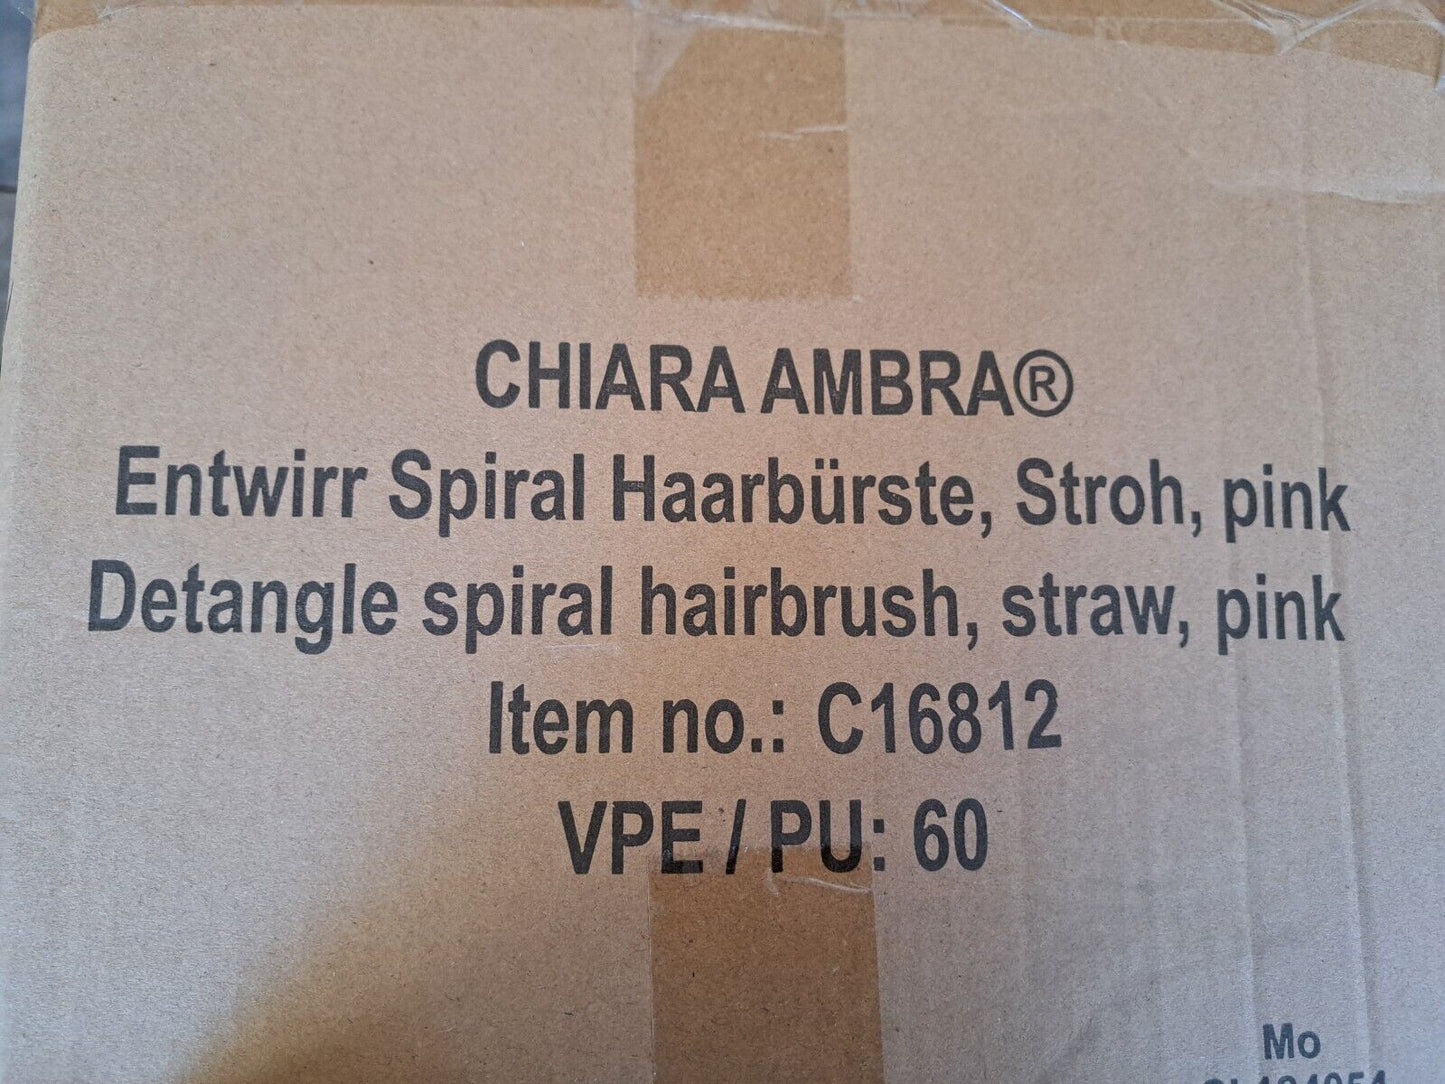 CHIARA AMBRA®
Entwirr Spiral Haarbürste, Stroh, pink
Detangle spiral hairbrush, straw, pink
Item no.: C16812
VPE / PU: 60
Mo